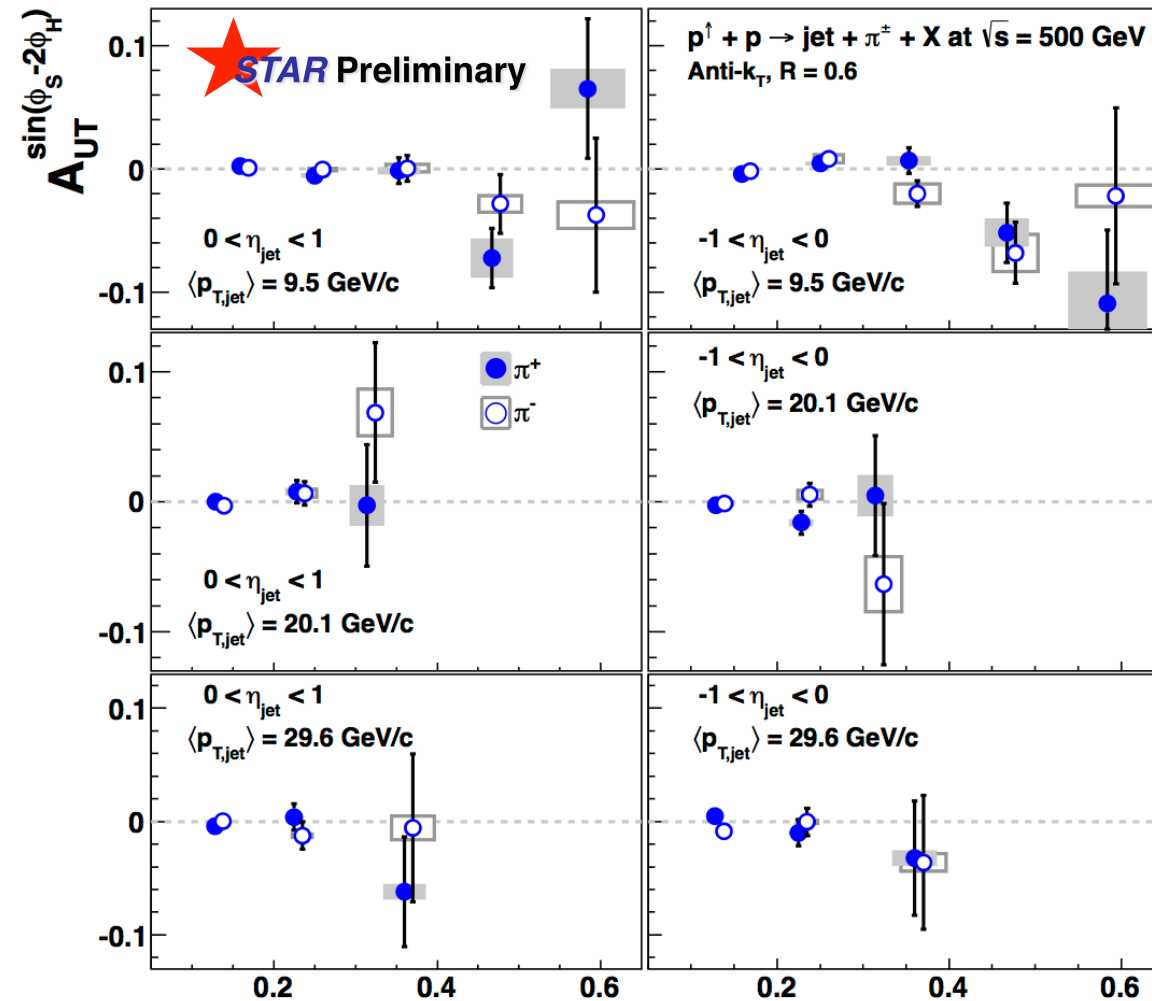 A_UT^sin(ϕ_S-2ϕ_H)
STAR Preliminary
p↑ + p → jet + π± + X at √s = 500 GeV
Anti-k_T, R = 0.6
0.1
0
-0.1
0 < η_jet < 1
⟨p_T,jet⟩ = 9.5 GeV/c
-1 < η_jet < 0
⟨p_T,jet⟩ = 9.5 GeV/c
0.1
0
-0.1
π+
π-
0 < η_jet < 1
⟨p_T,jet⟩ = 20.1 GeV/c
-1 < η_jet < 0
⟨p_T,jet⟩ = 20.1 GeV/c
0.1
0
-0.1
0 < η_jet < 1
⟨p_T,jet⟩ = 29.6 GeV/c
-1 < η_jet < 0
⟨p_T,jet⟩ = 29.6 GeV/c
0.2 0.4 0.6
0.2 0.4 0.6